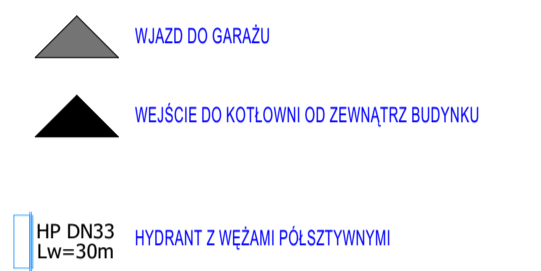 WJAZD DO GARAŻU
WEJŚCIE DO KOTŁOWNI OD ZEWNĄTRZ BUDYNKU
HP DN33
Lw=30m
HYDRANT Z WĘŻAMI PÓŁSZTYWNYMI